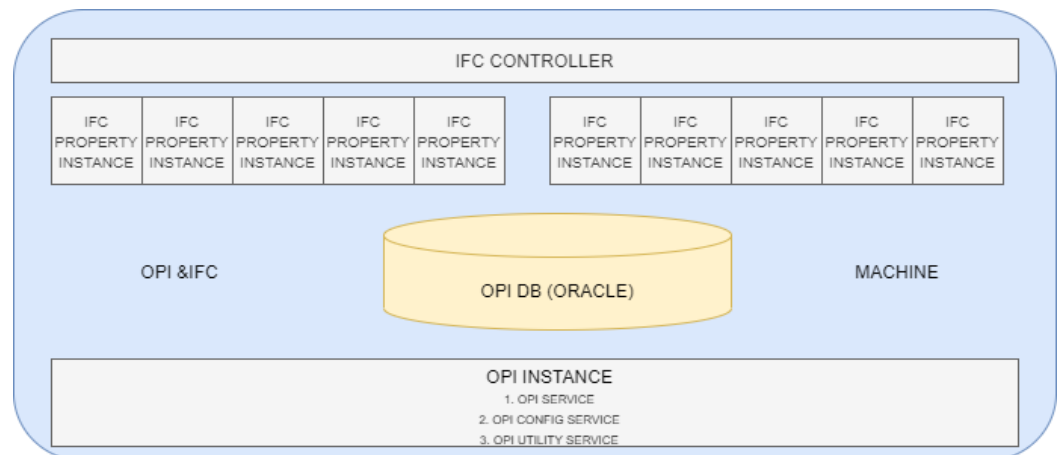 IFC CONTROLLER
IFC PROPERTY INSTANCE
IFC PROPERTY INSTANCE
IFC PROPERTY INSTANCE
IFC PROPERTY INSTANCE
IFC PROPERTY INSTANCE
IFC PROPERTY INSTANCE
IFC PROPERTY INSTANCE
IFC PROPERTY INSTANCE
IFC PROPERTY INSTANCE
IFC PROPERTY INSTANCE
OPI &IFC
OPI DB (ORACLE)
MACHINE
OPI INSTANCE
1. OPI SERVICE
2. OPI CONFIG SERVICE
3. OPI UTILITY SERVICE